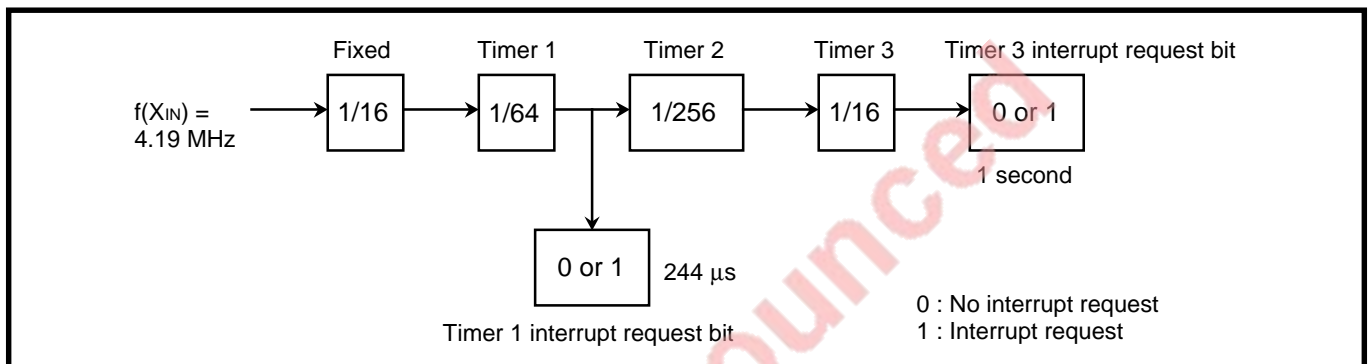 Fixed
Timer 1
Timer 2
Timer 3
Timer 3 interrupt request bit
f(XIN) =
4.19 MHz
1/16
1/64
1/256
1/16
0 or 1
1 second
0 or 1
244 μs
Timer 1 interrupt request bit
0 : No interrupt request
1 : Interrupt request
ounced